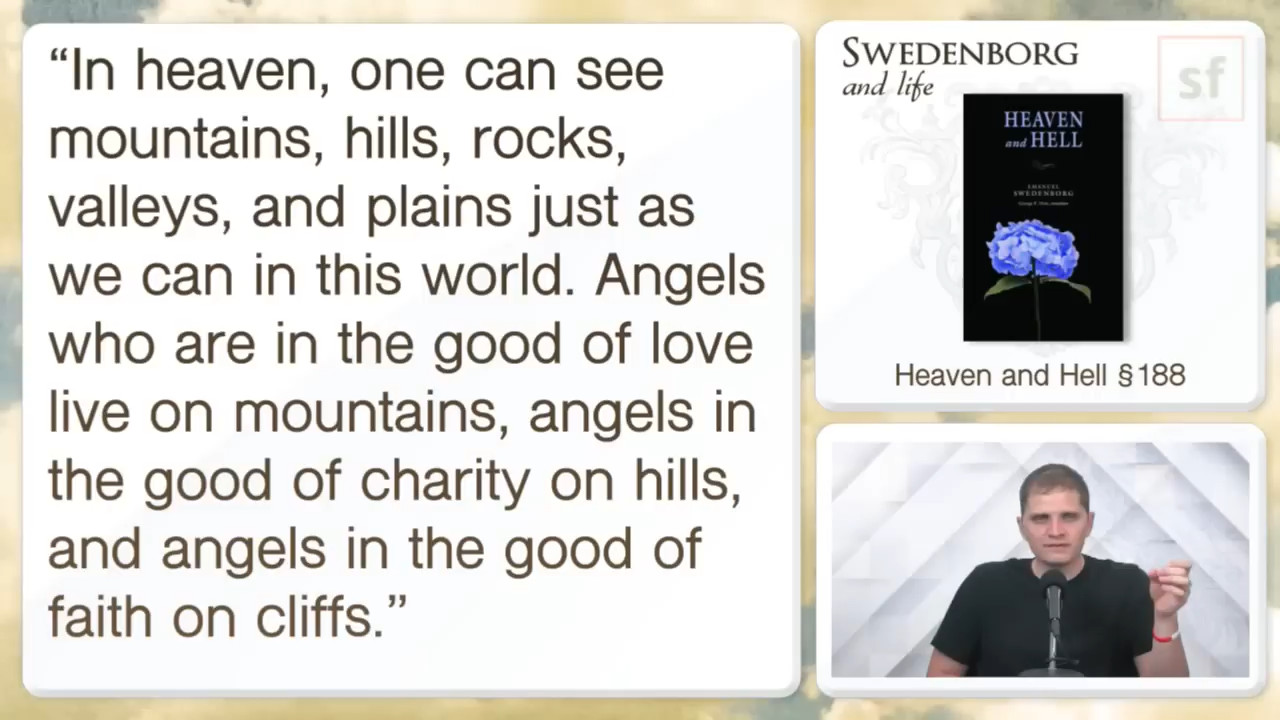 “In heaven, one can see
mountains, hills, rocks,
valleys, and plains just as
we can in this world. Angels
who are in the good of love
live on mountains, angels in
the good of charity on hills,
and angels in the good of
faith on cliffs.”
SWEDENBORG
and life
sf
HEAVEN
and HELL
EMANUEL
SWEDENBORG
Heaven and Hell §188